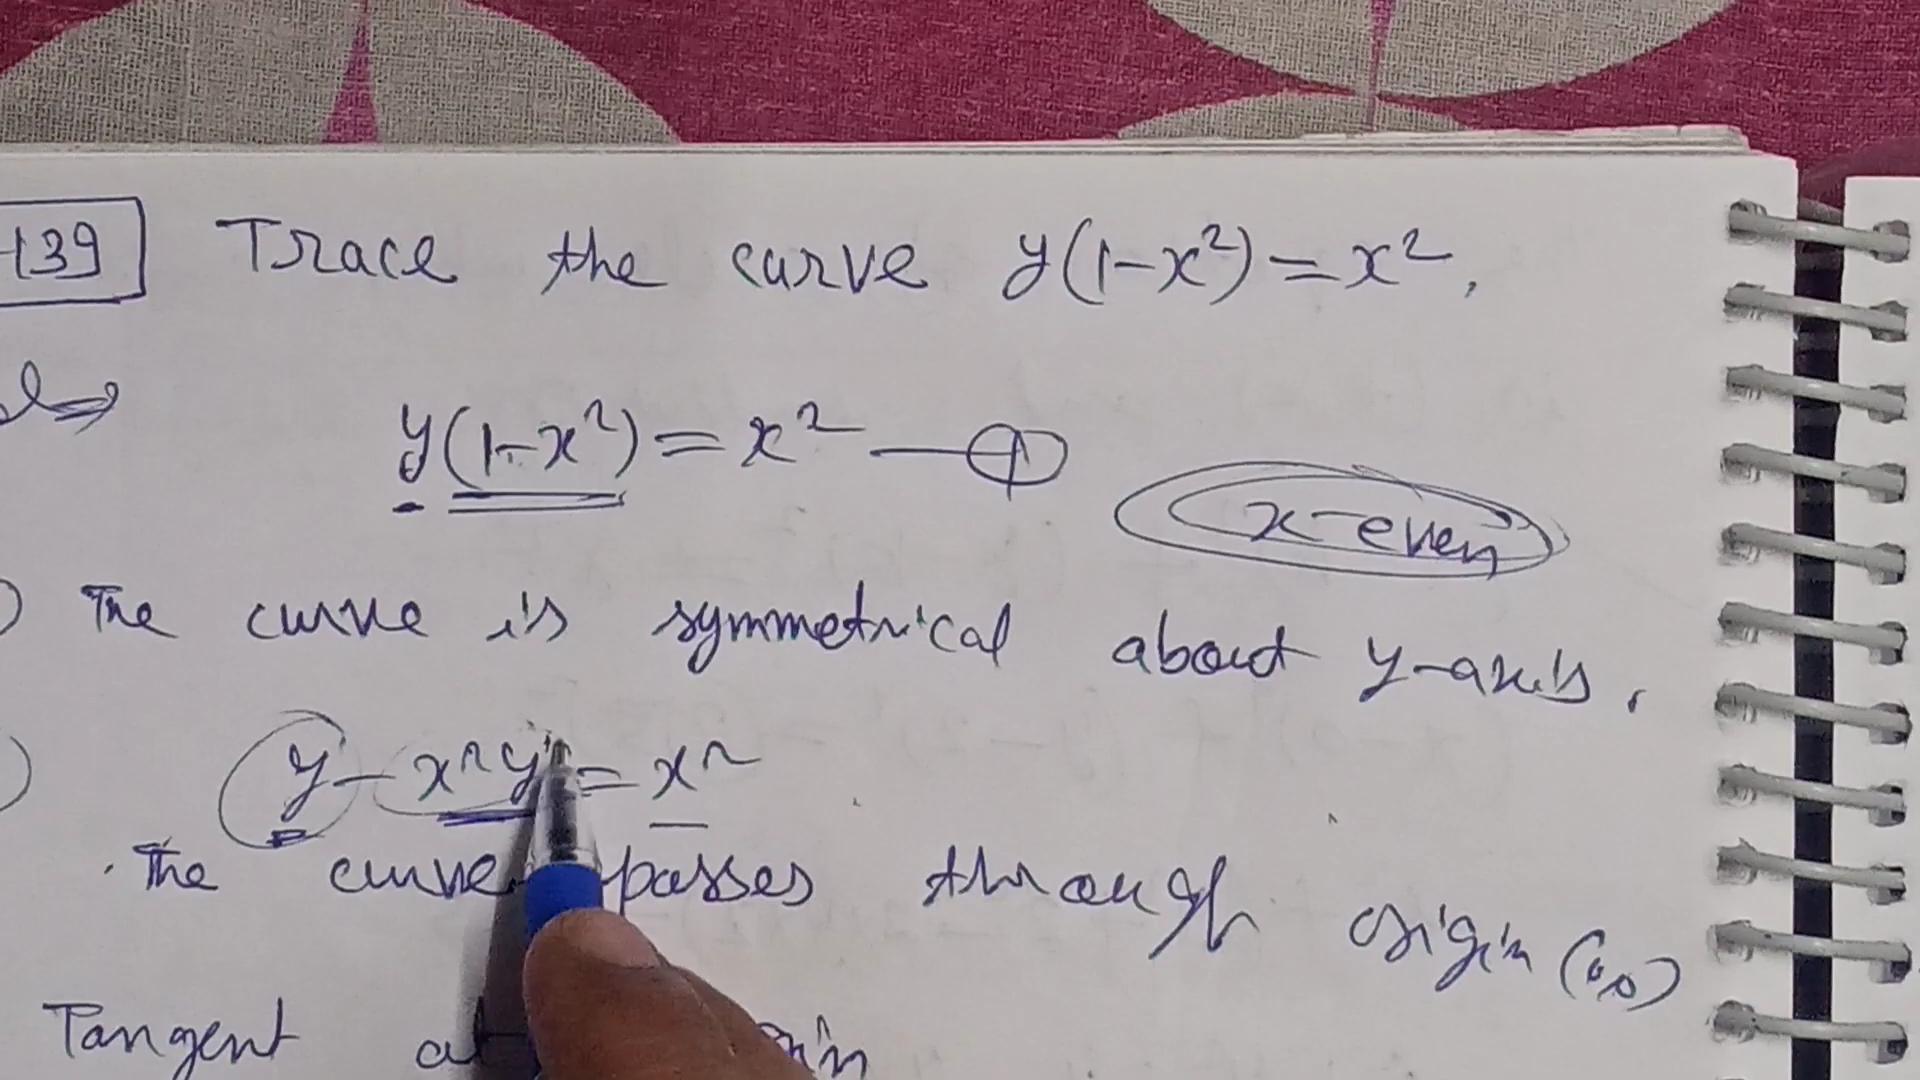 139 Trace the curve y(1-x²)=x².
y(1-x²)=x² —①
x-even
The curve is symmetrical about y-axis.
y-x²y=x²
The curve passes through origin (0,0)
Tangent at